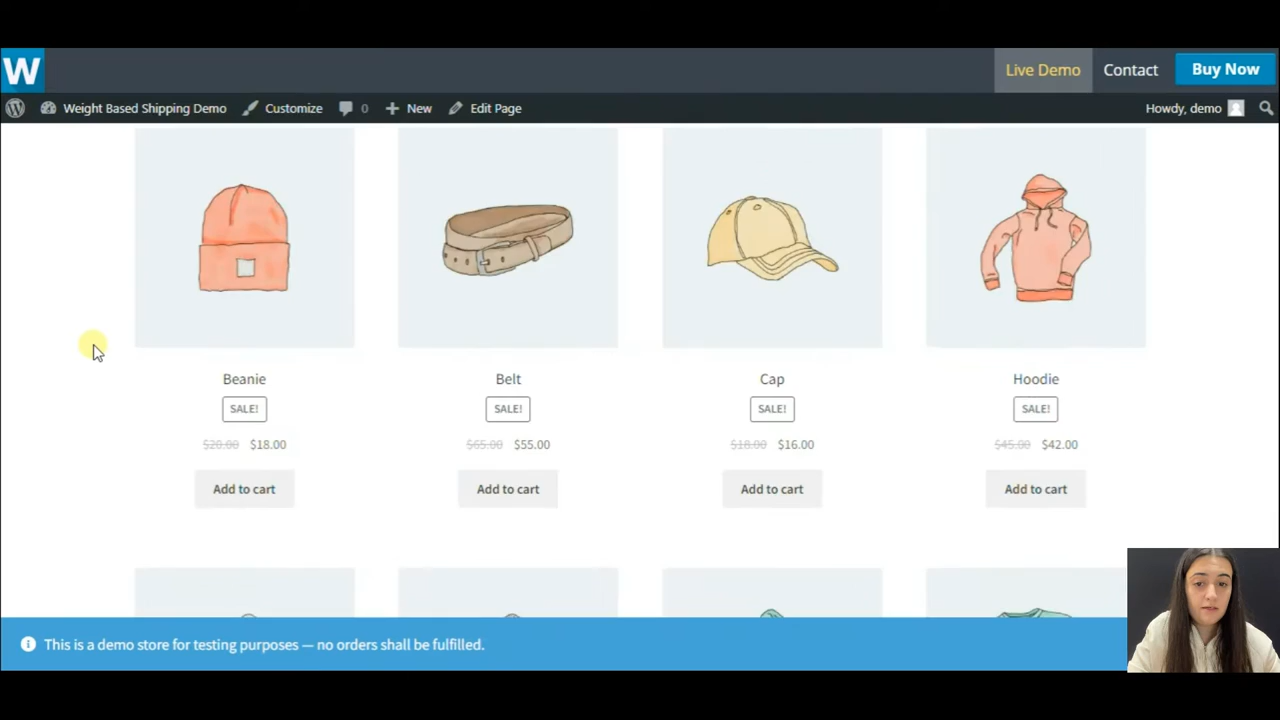 W
Live Demo
Contact
Buy Now
Weight Based Shipping Demo
Customize
0
New
Edit Page
Howdy, demo
Beanie
Belt
Cap
Hoodie
SALE!
SALE!
SALE!
SALE!
$20.00 $18.00
$65.00 $55.00
$18.00 $16.00
$45.00 $42.00
Add to cart
Add to cart
Add to cart
Add to cart
This is a demo store for testing purposes — no orders shall be fulfilled.